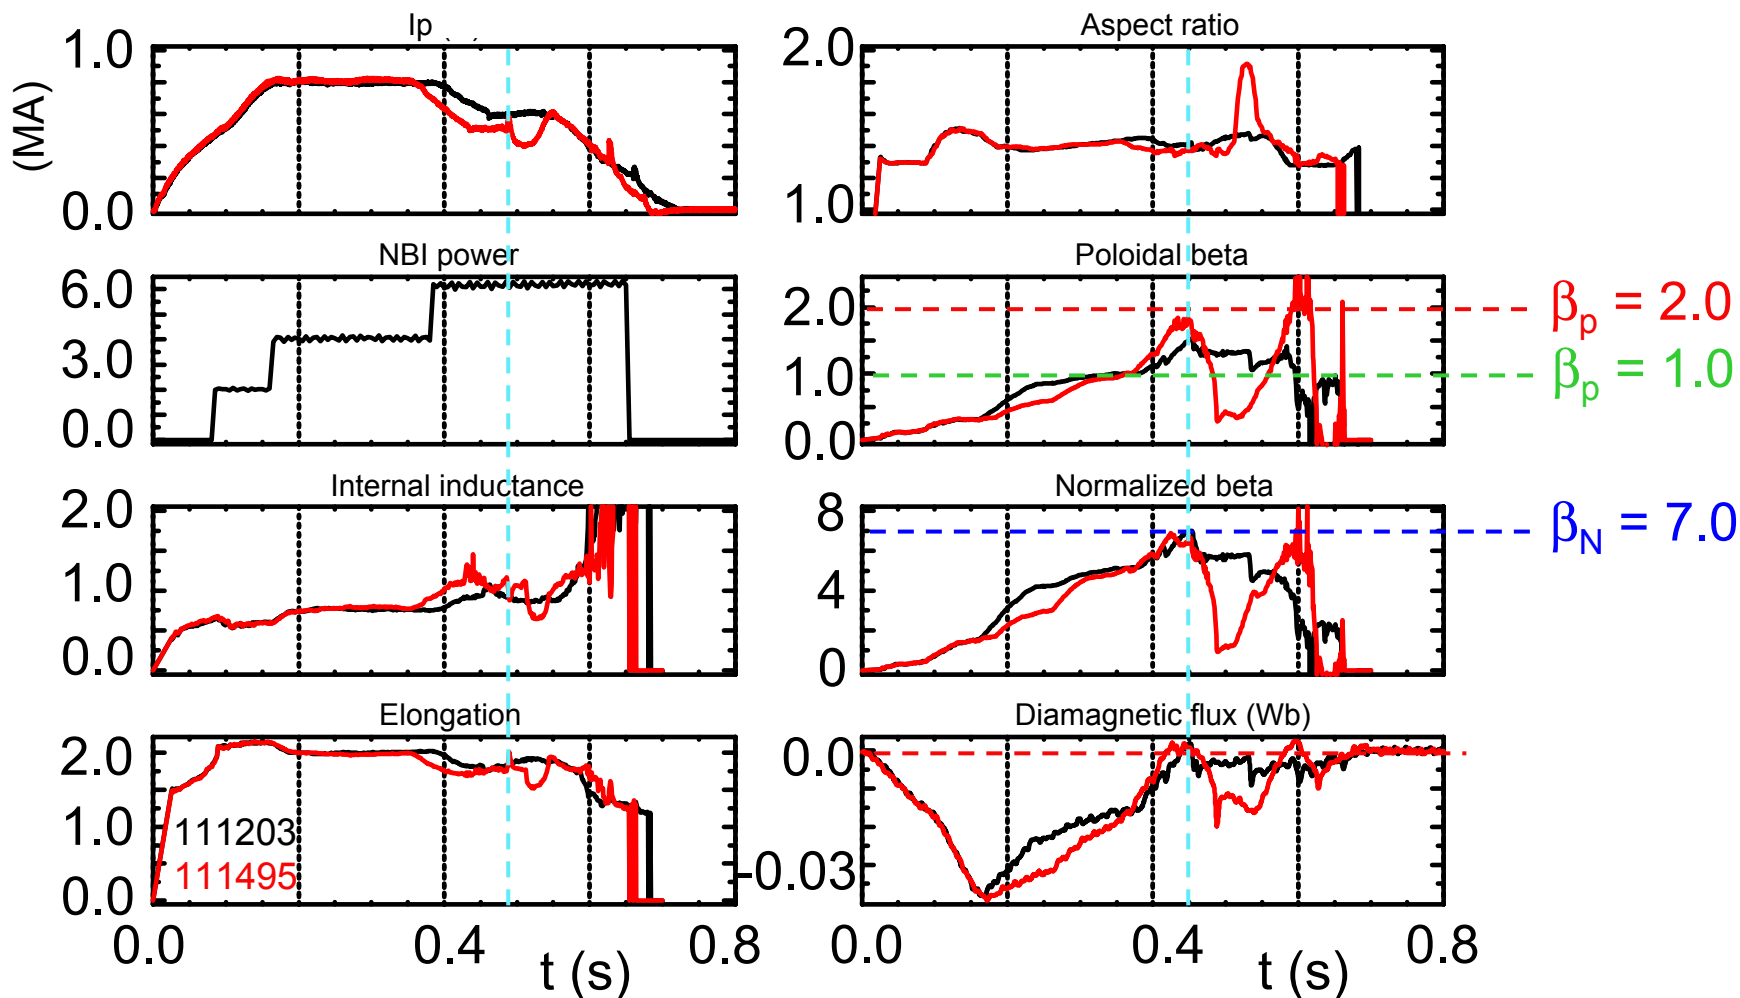 Ip
1.0
(MA)
0.0
Aspect ratio
2.0
1.0
NBI power
6.0
3.0
0.0
Poloidal beta
2.0
1.0
0.0
βp = 2.0
βp = 1.0
Internal inductance
2.0
1.0
0.0
Normalized beta
8
4
0
βN = 7.0
Elongation
2.0
1.0
0.0
111203
111495
0.0 0.4 0.8
t (s)
Diamagnetic flux (Wb)
0.0
-0.03
0.0 0.4 0.8
t (s)